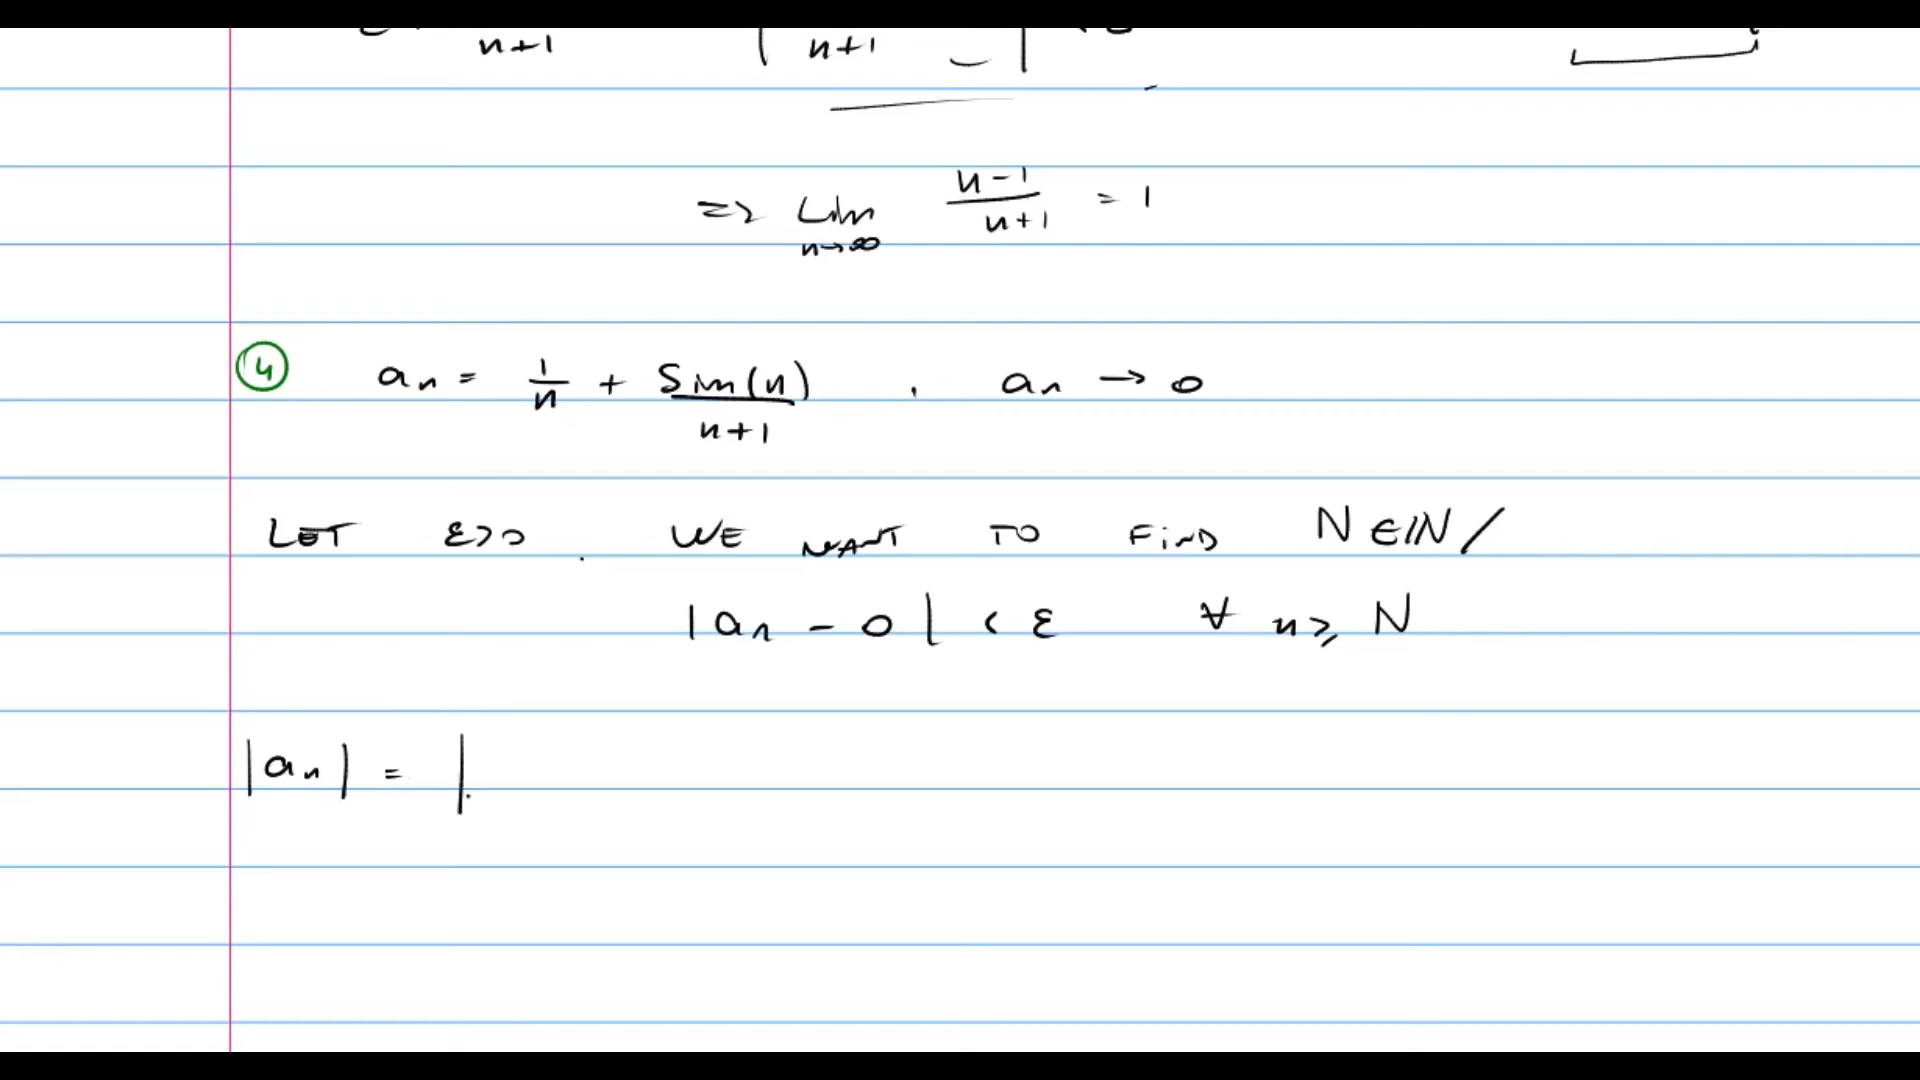 n+1 | n+1 |
=> Lim n→∞ n-1/n+1 = 1
④ an = 1/n + Sin(n)/n+1 . an → 0
LET ε>0 . WE WANT TO FIND N∈ℕ /
|an - 0| < ε ∀ n ≥ N
|an| = |